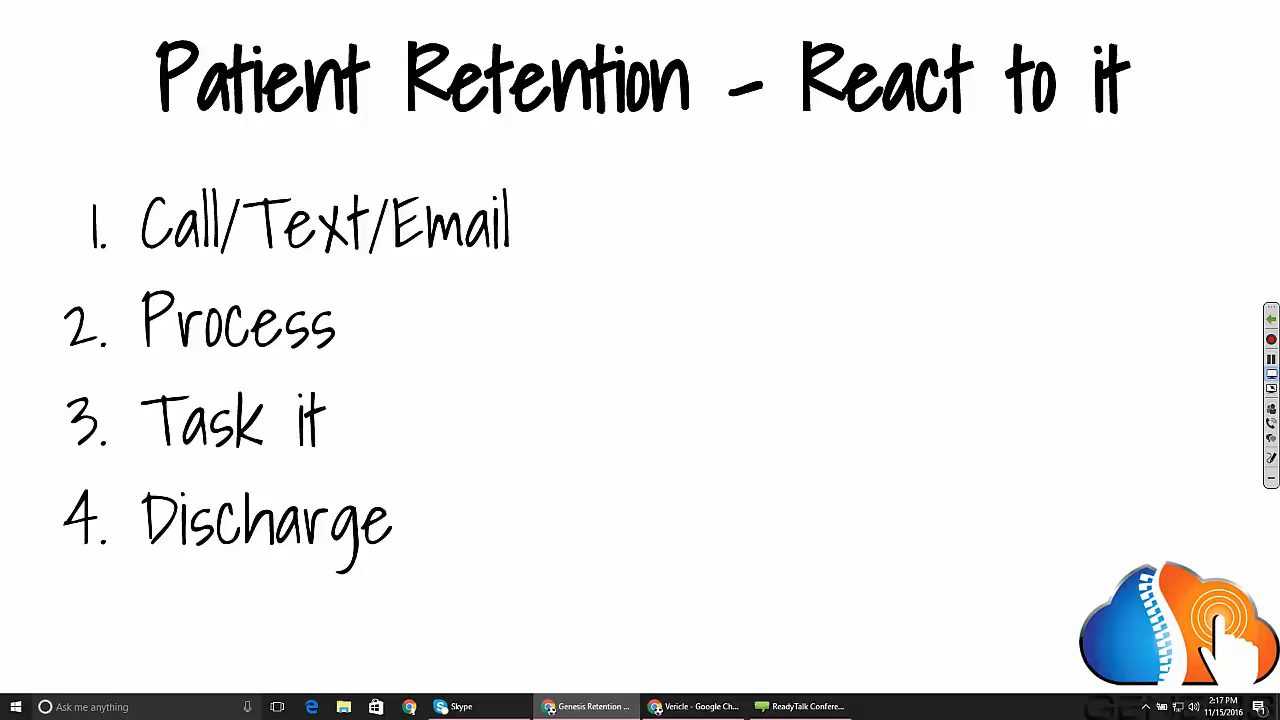 Patient Retention - React to it
1. Call/Text/Email
2. Process
3. Task it
4. Discharge
Ask me anything
Skype
Genesis Retention ...
Vericle - Google Ch...
ReadyTalk Confere...
2:17 PM
11/15/2016